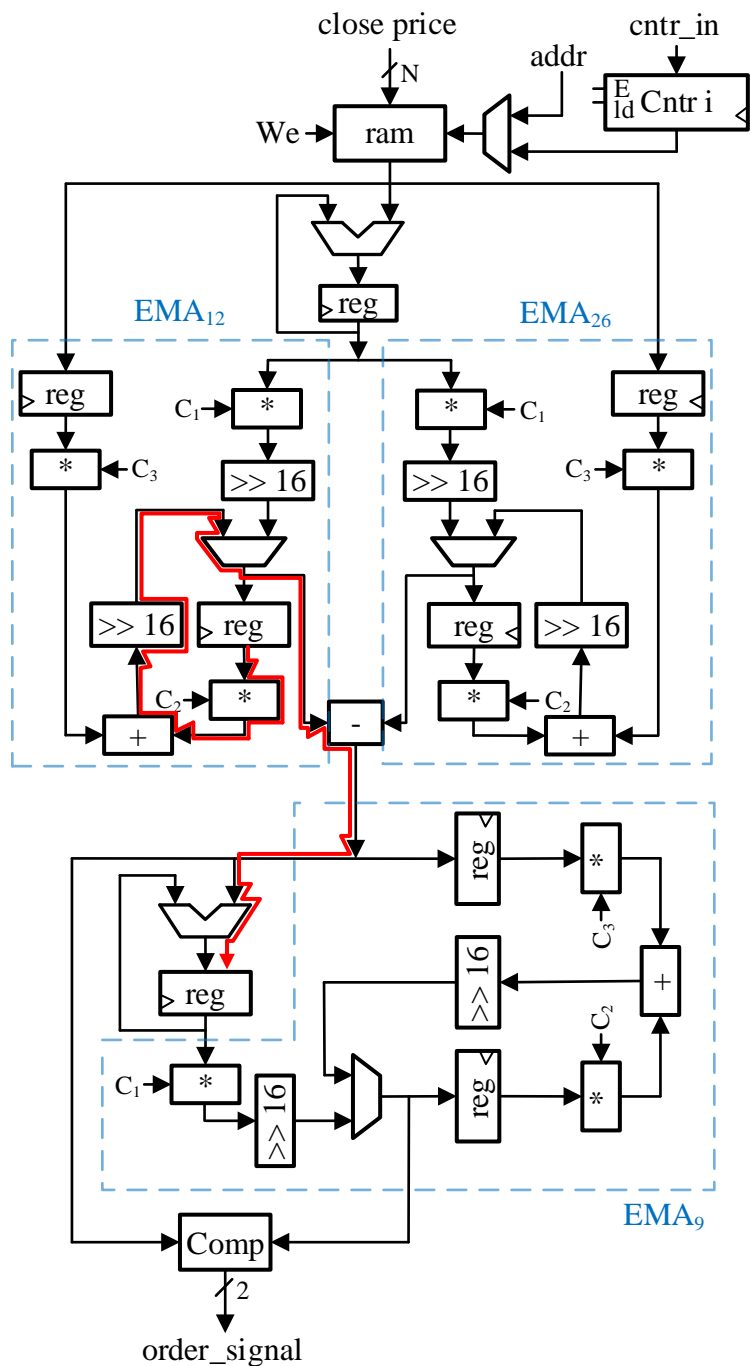 close price
cntr_in
N
addr
E
ld
Cntr i
We
ram
reg
EMA₁₂
EMA₂₆
reg
*
C₃
C₁
*
>> 16
*
C₁
>> 16
reg
C₃
*
>> 16
reg
C₂
*
+
-
reg
>> 16
*
C₂
+
reg
*
C₃
>> 16
+
reg
C₂
C₁
*
>> 16
reg
*
EMA₉
Comp
2
order_signal